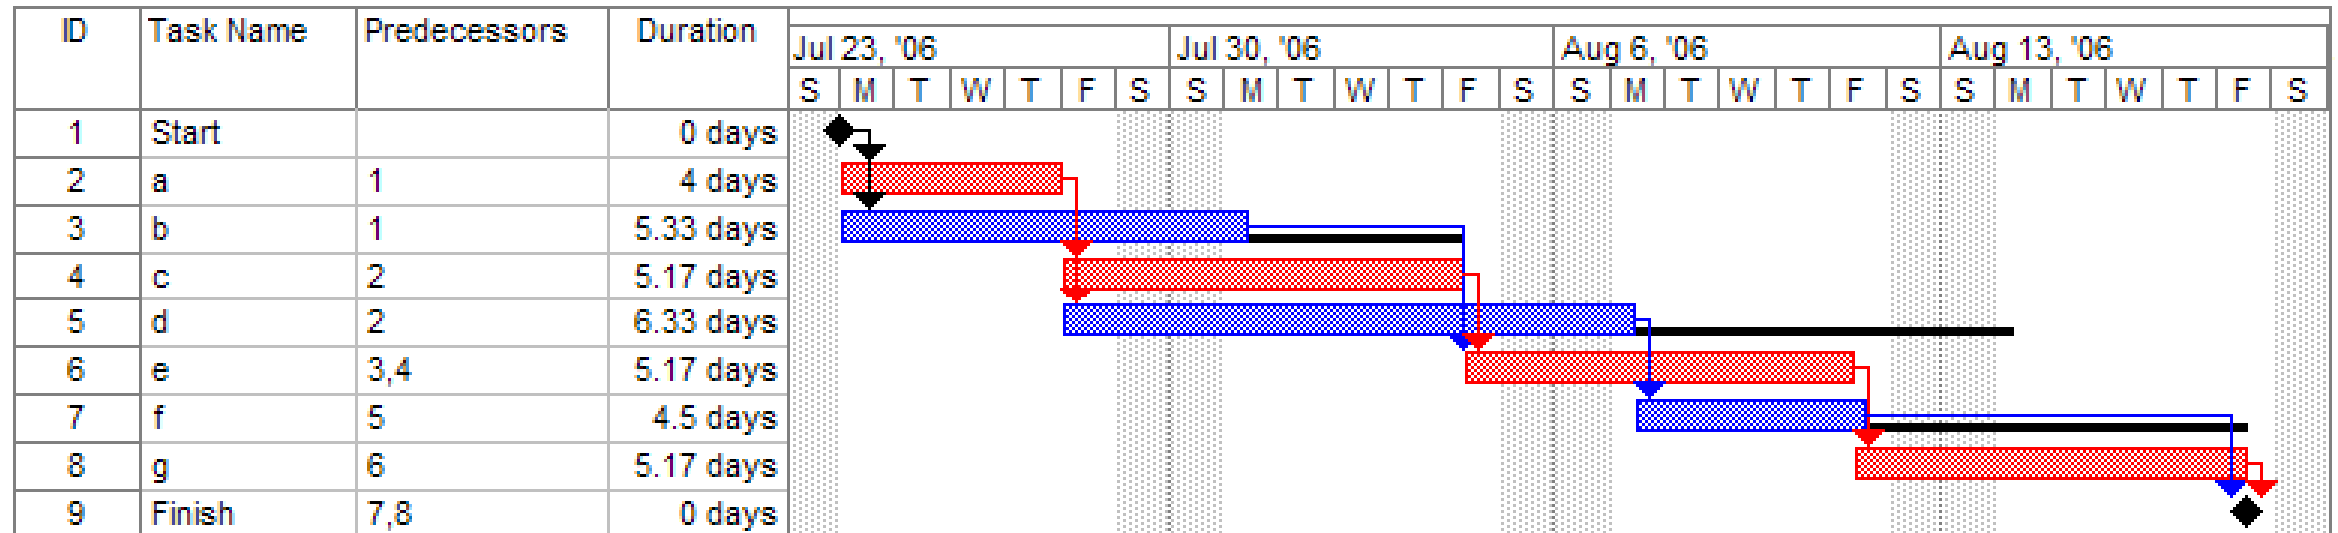 ID Task Name Predecessors Duration
Jul 23, '06 Jul 30, '06 Aug 6, '06 Aug 13, '06
S M T W T F S S M T W T F S S M T W T F S S M T W T F S
1 Start 0 days
2 a 1 4 days
3 b 1 5.33 days
4 c 2 5.17 days
5 d 2 6.33 days
6 e 3,4 5.17 days
7 f 5 4.5 days
8 g 6 5.17 days
9 Finish 7,8 0 days